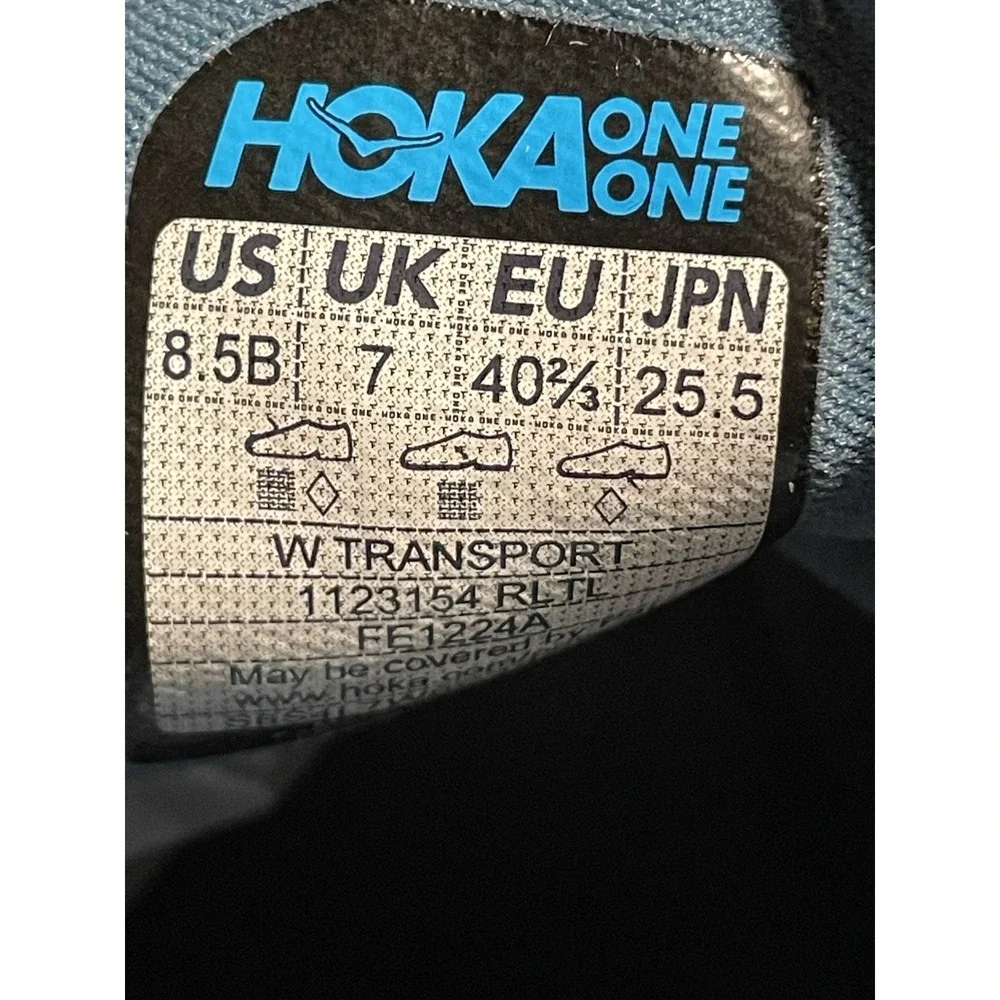 HOKA ONE ONE
US UK EU JPN
8.5B 7 40⅔ 25.5
W TRANSPORT
1123154 RLTL
FE1224A
May be covered by
www.hoka.com/